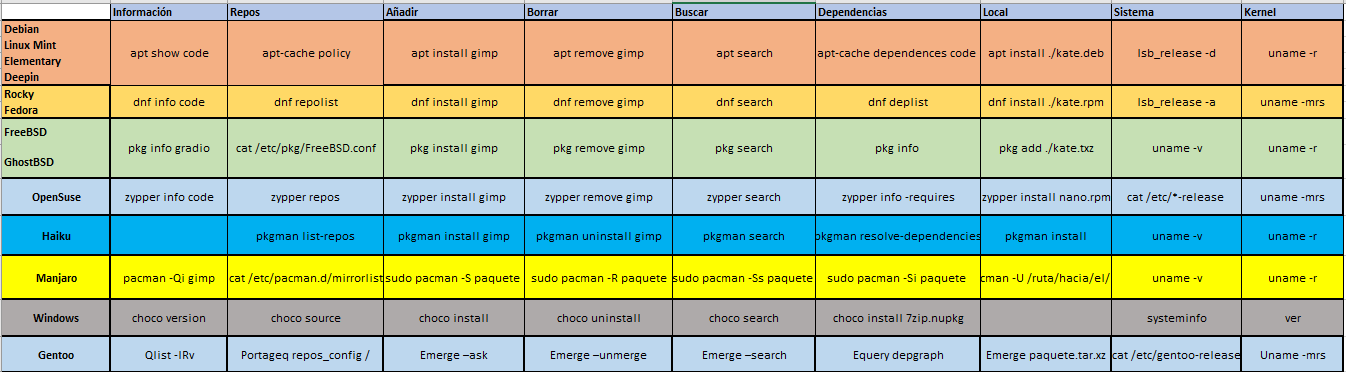 Información Repos Añadir Borrar Buscar Dependencias Local Sistema Kernel
Debian
Linux Mint
Elementary
Deepin
apt show code apt-cache policy apt install gimp apt remove gimp apt search apt-cache dependences code apt install ./kate.deb lsb_release -d uname -r
Rocky
Fedora
dnf info code dnf repolist dnf install gimp dnf remove gimp dnf search dnf deplist dnf install ./kate.rpm lsb_release -a uname -mrs
FreeBSD
GhostBSD
pkg info gradio cat /etc/pkg/FreeBSD.conf pkg install gimp pkg remove gimp pkg search pkg info pkg add ./kate.txz uname -v uname -r
OpenSuse zypper info code zypper repos zypper install gimp zypper remove gimp zypper search zypper info -requires zypper install nano.rpm cat /etc/*-release uname -mrs
Haiku pkgman list-repos pkgman install gimp pkgman uninstall gimp pkgman search pkgman resolve-dependencies pkgman install uname -v uname -r
Manjaro pacman -Qi gimp cat /etc/pacman.d/mirrorlist sudo pacman -S paquete sudo pacman -R paquete sudo pacman -Ss paquete sudo pacman -Si paquete cman -U /ruta/hacia/el/ uname -v uname -r
Windows choco version choco source choco install choco uninstall choco search choco install 7zip.nupkg systeminfo ver
Gentoo Qlist -IRv Portageq repos_config / Emerge –ask Emerge –unmerge Emerge –search Equery depgraph Emerge paquete.tar.xz cat /etc/gentoo-release Uname -mrs